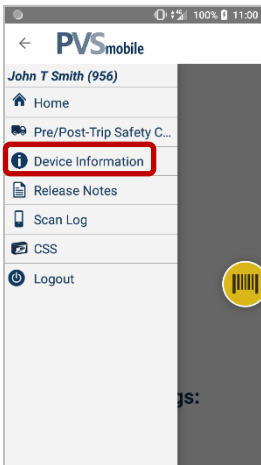 100% 11:00
PVSmobile
John T Smith (956)
Home
Pre/Post-Trip Safety C...
Device Information
Release Notes
Scan Log
CSS
Logout
gs: